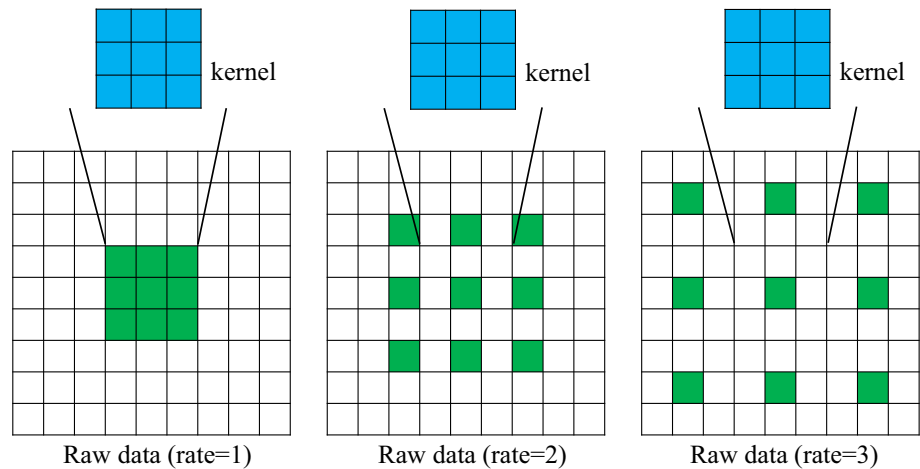 kernel
kernel
kernel
Raw data (rate=1)
Raw data (rate=2)
Raw data (rate=3)